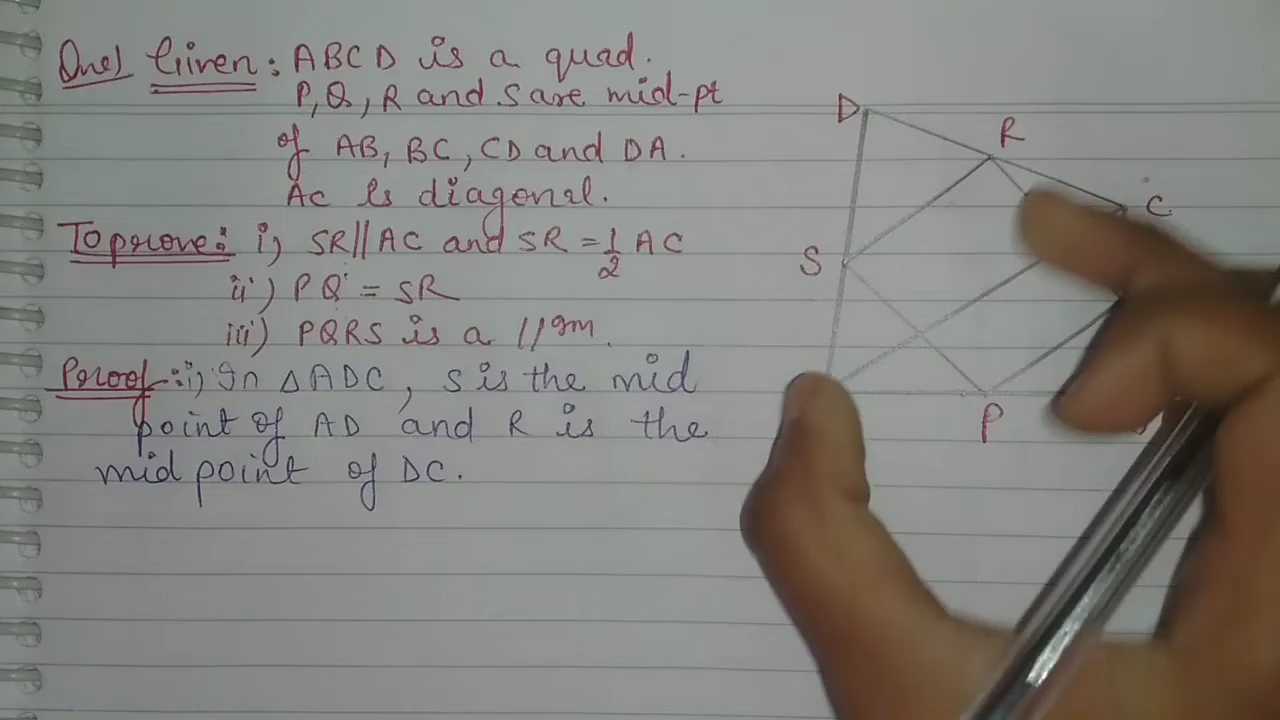 Que1 Given: ABCD is a quad.
P, Q, R and S are mid-pt
of AB, BC, CD and DA.
AC is diagonal.
To prove: i) SR || AC and SR = 1/2 AC
ii) PQ = SR
iii) PQRS is a ||gm.
Proof: i) In △ADC, S is the mid
point of AD and R is the
mid point of DC.
D
R
C
S
P